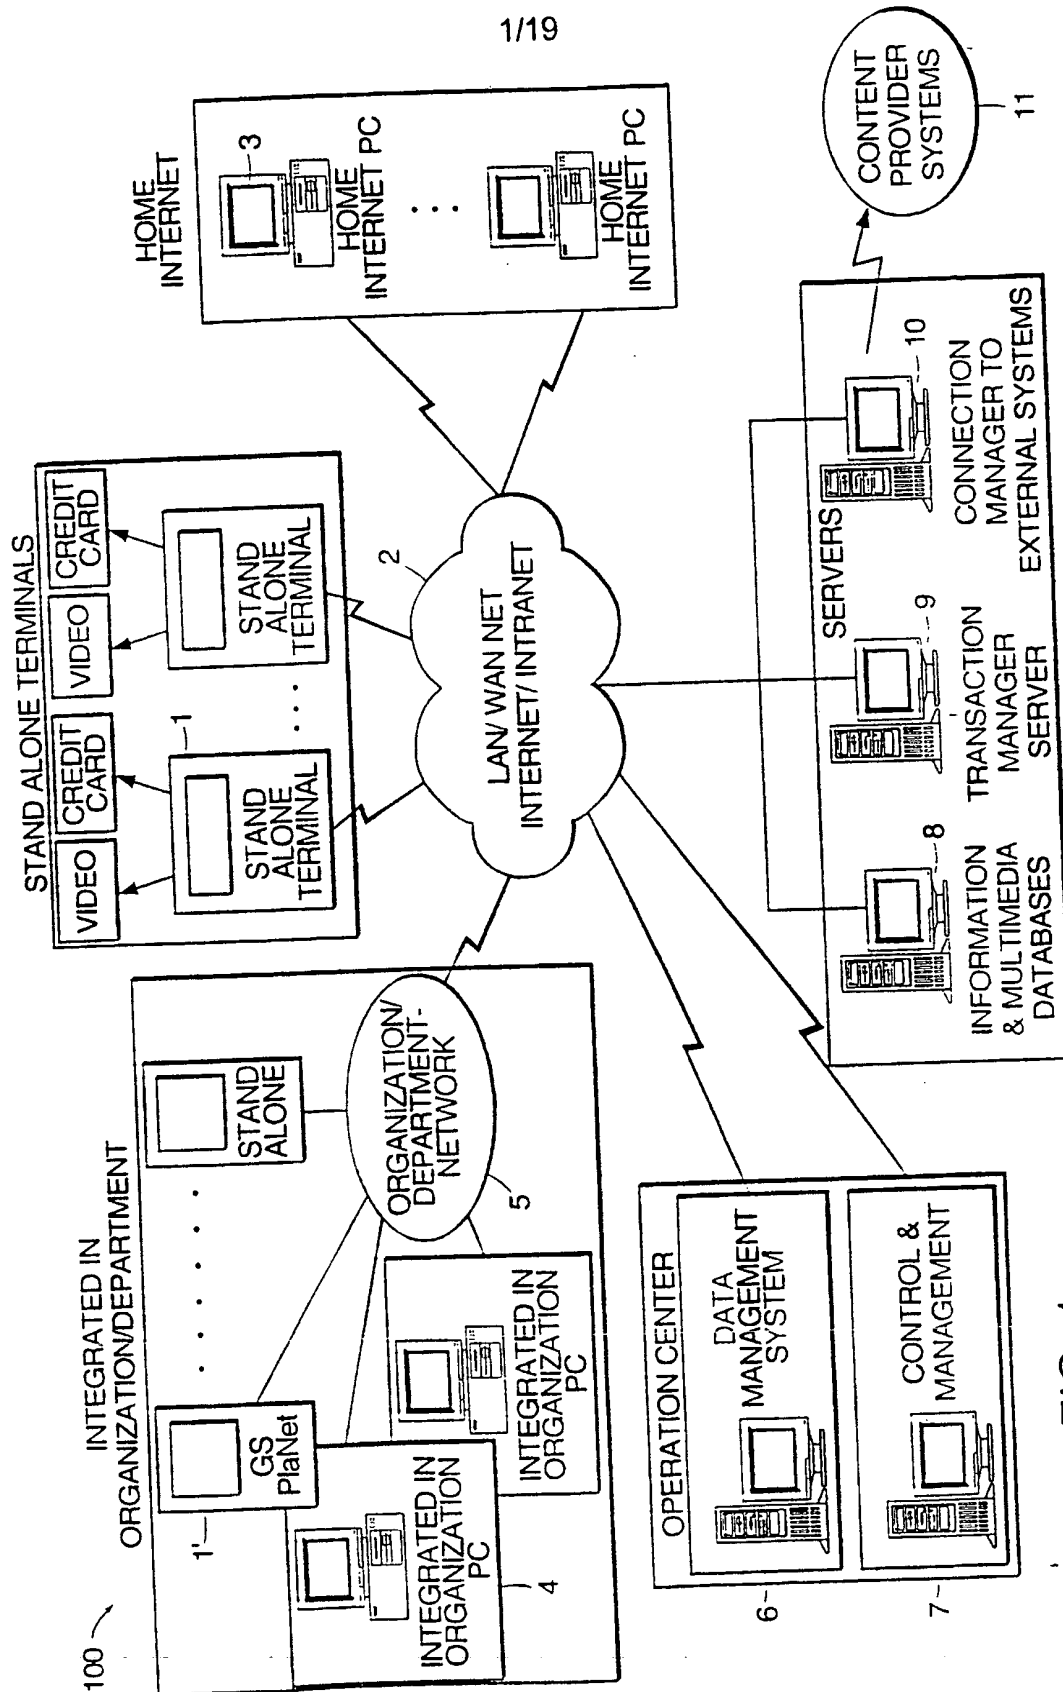 1/19
100
INTEGRATED IN
ORGANIZATION/DEPARTMENT
1'
GS
PlaNet
. . . . . . .
STAND
ALONE
INTEGRATED IN
ORGANIZATION
PC
4
INTEGRATED IN
ORGANIZATION
PC
ORGANIZATION/
DEPARTMENT-
NETWORK
5
STAND ALONE TERMINALS
VIDEO
CREDIT
CARD
VIDEO
CREDIT
CARD
1
STAND
ALONE
TERMINAL
. . .
STAND
ALONE
TERMINAL
HOME
INTERNET
3
HOME
INTERNET PC
. . .
HOME
INTERNET PC
2
LAN/ WAN NET
INTERNET/ INTRANET
OPERATION CENTER
6
DATA
MANAGEMENT
SYSTEM
7
CONTROL &
MANAGEMENT
SERVERS
8
INFORMATION
& MULTIMEDIA
DATABASES
9
TRANSACTION
MANAGER
SERVER
10
CONNECTION
MANAGER TO
EXTERNAL SYSTEMS
CONTENT
PROVIDER
SYSTEMS
11